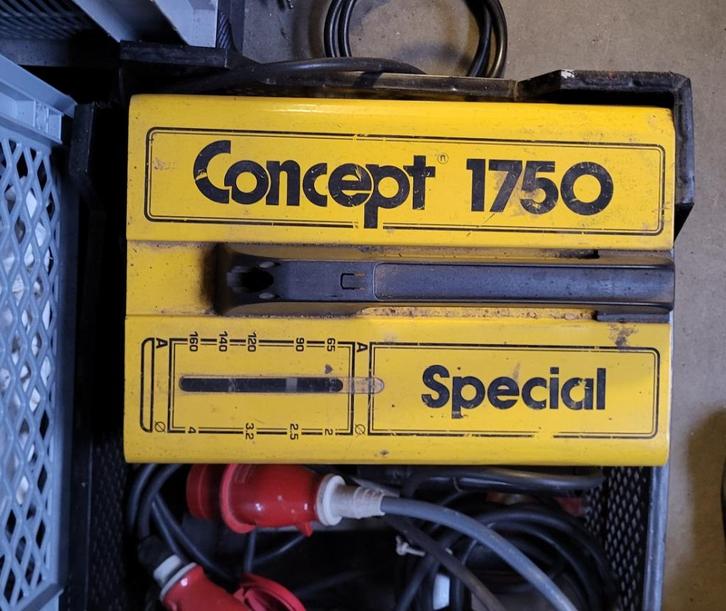 Concept ® 1750
A 160 140 120 90 65 A
Ø 4 3.2 2.5 2 Ø
Special